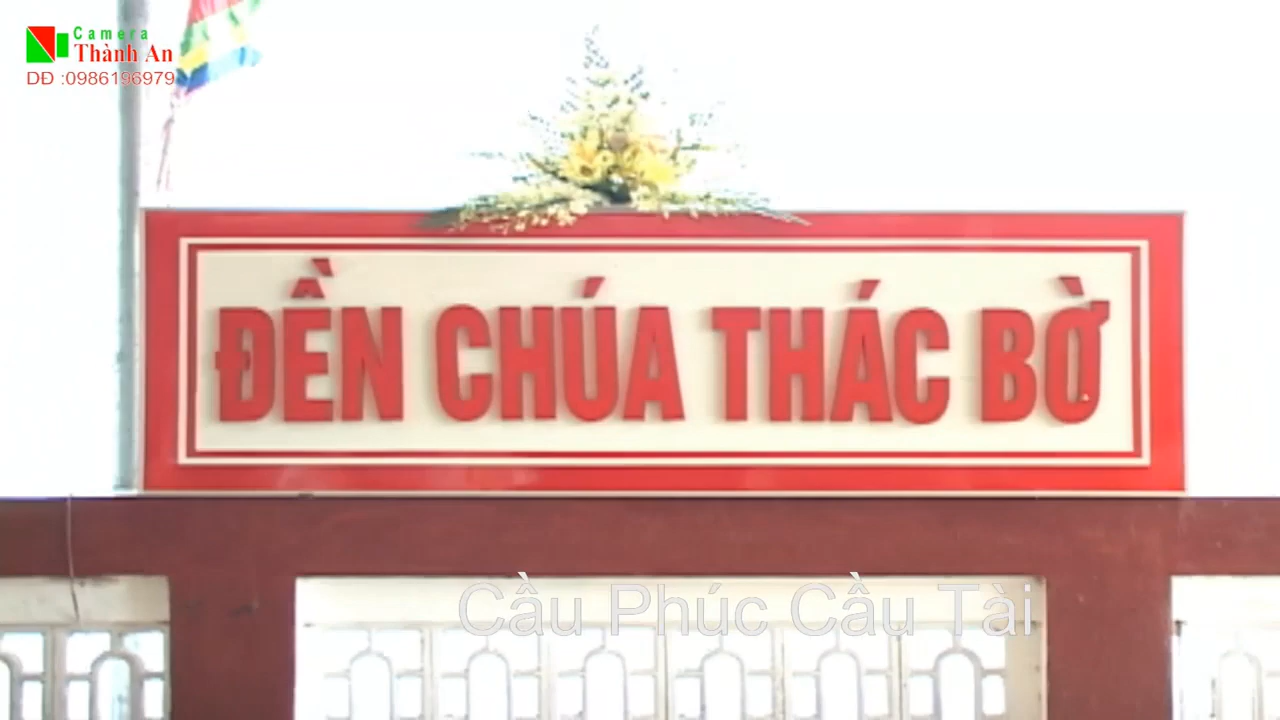 Camera
Thành An
DĐ :0986196979
ĐỀN CHÚA THÁC BỜ
Cầu Phúc Cầu Tài